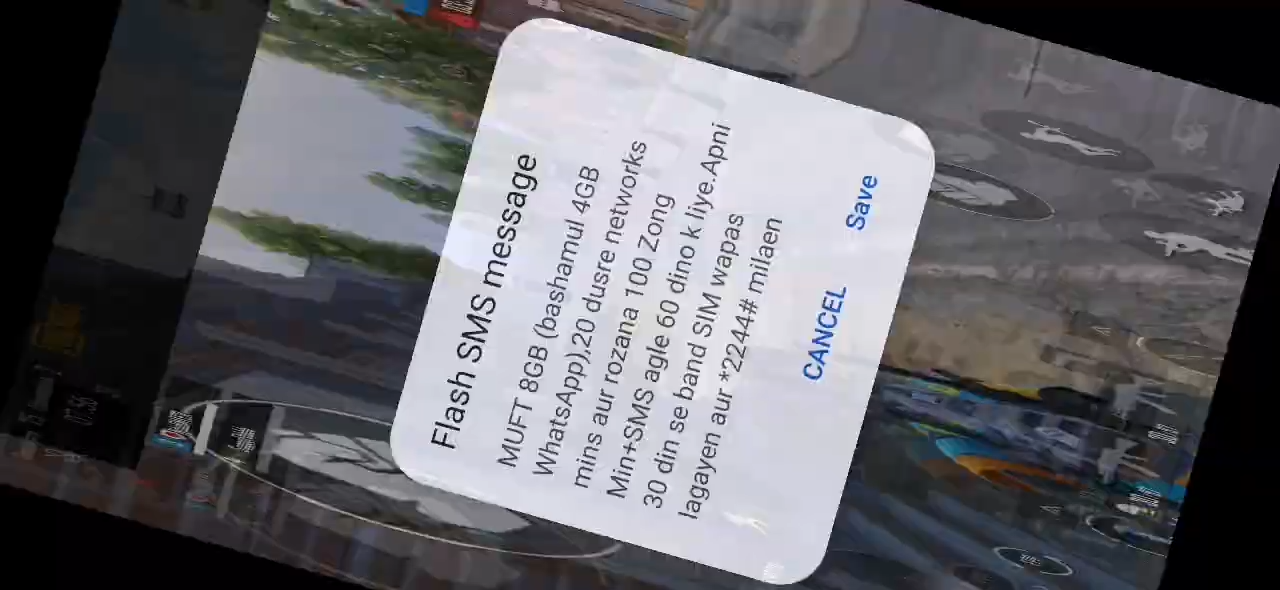 Flash SMS message
MUFT 8GB (bashamul 4GB
WhatsApp),20 dusre networks
mins aur rozana 100 Zong
Min+SMS agle 60 dino k liye.Apni
30 din se band SIM wapas
lagayen aur *2244# milaen
CANCEL Save